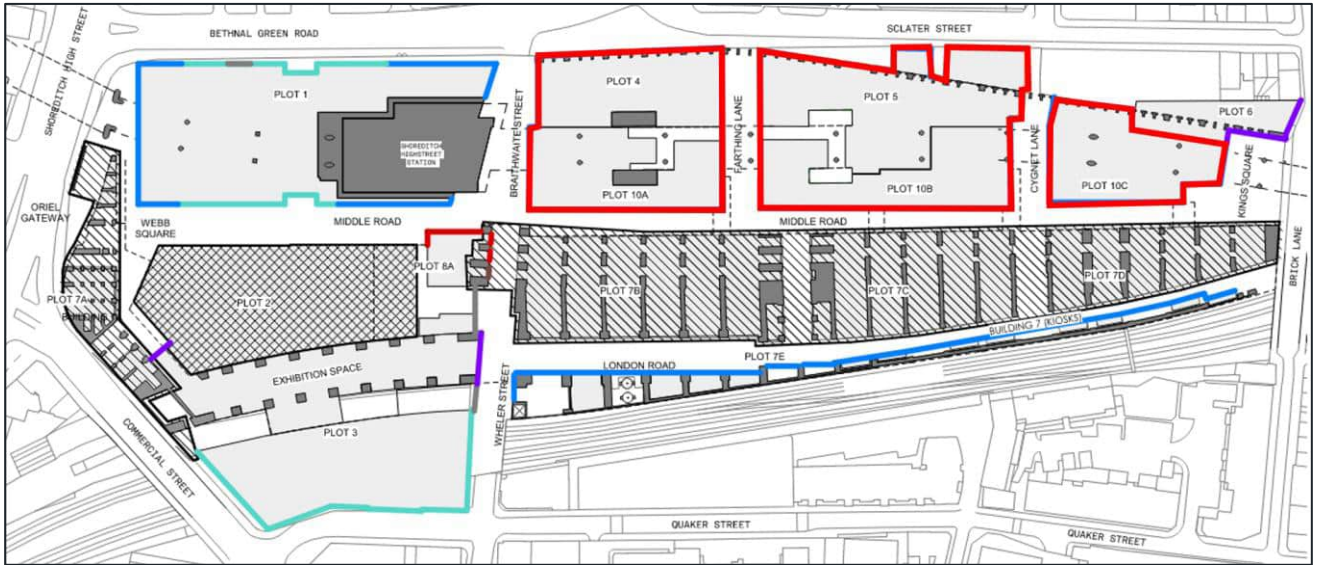 BETHNAL GREEN ROAD
SCLATER STREET
SHOREDITCH HIGH STREET
PLOT 1
PLOT 4
PLOT 5
PLOT 6
SHOREDITCH
HIGHSTREET
STATION
BRAITHWAITE STREET
FARTHING LANE
CYGNET LANE
KINGS SQUARE
PLOT 10A
PLOT 10B
PLOT 10C
ORIEL
GATEWAY
WEBB
SQUARE
MIDDLE ROAD
MIDDLE ROAD
BRICK LANE
PLOT 8A
PLOT 7A
PLOT 2
PLOT 7B
PLOT 7C
PLOT 7D
BUILDING 7 (KIOSKS)
PLOT 7E
LONDON ROAD
EXHIBITION SPACE
WHELER STREET
PLOT 3
COMMERCIAL STREET
QUAKER STREET
QUAKER STREET